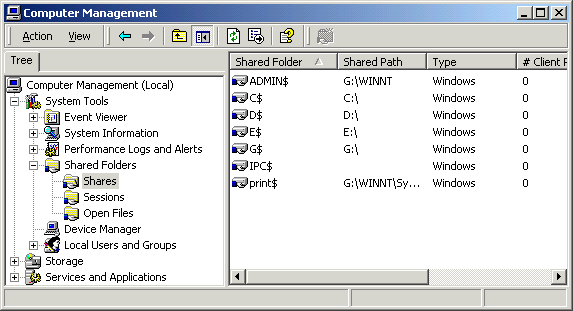 Computer Management
Action View
Tree
Computer Management (Local)
System Tools
Event Viewer
System Information
Performance Logs and Alerts
Shared Folders
Shares
Sessions
Open Files
Device Manager
Local Users and Groups
Storage
Services and Applications
Shared Folder Shared Path Type # Client R
ADMIN$ G:\WINNT Windows 0
C$ C:\ Windows 0
D$ D:\ Windows 0
E$ E:\ Windows 0
G$ G:\ Windows 0
IPC$ Windows 0
print$ G:\WINNT\Sy... Windows 0